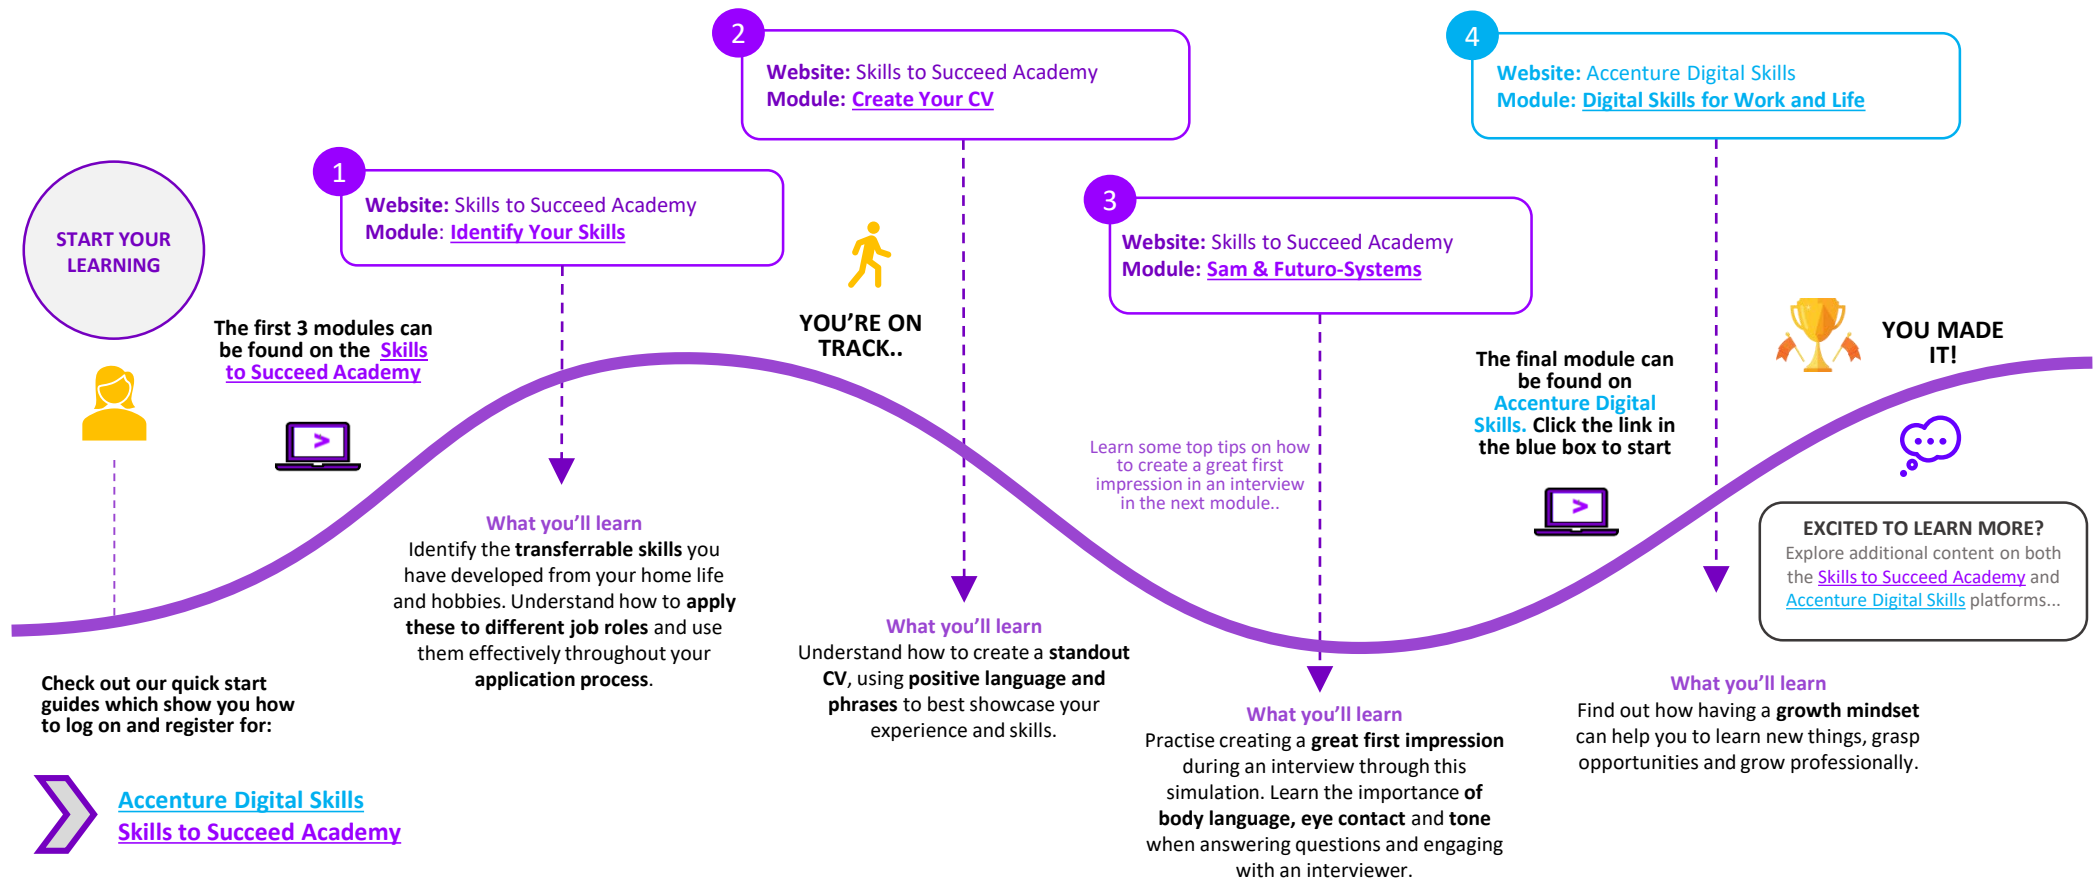 START YOUR
LEARNING
The first 3 modules can
be found on the Skills
to Succeed Academy
>
Check out our quick start
guides which show you how
to log on and register for:
Accenture Digital Skills
Skills to Succeed Academy
1
Website: Skills to Succeed Academy
Module: Identify Your Skills
What you'll learn
Identify the transferrable skills you
have developed from your home life
and hobbies. Understand how to apply
these to different job roles and use
them effectively throughout your
application process.
2
Website: Skills to Succeed Academy
Module: Create Your CV
YOU'RE ON
TRACK..
What you'll learn
Understand how to create a standout
CV, using positive language and
phrases to best showcase your
experience and skills.
3
Website: Skills to Succeed Academy
Module: Sam & Futuro-Systems
Learn some top tips on how
to create a great first
impression in an interview
in the next module..
What you'll learn
Practise creating a great first impression
during an interview through this
simulation. Learn the importance of
body language, eye contact and tone
when answering questions and engaging
with an interviewer.
4
Website: Accenture Digital Skills
Module: Digital Skills for Work and Life
The final module can
be found on
Accenture Digital
Skills. Click the link in
the blue box to start
>
What you'll learn
Find out how having a growth mindset
can help you to learn new things, grasp
opportunities and grow professionally.
YOU MADE
IT!
EXCITED TO LEARN MORE?
Explore additional content on both
the Skills to Succeed Academy and
Accenture Digital Skills platforms...